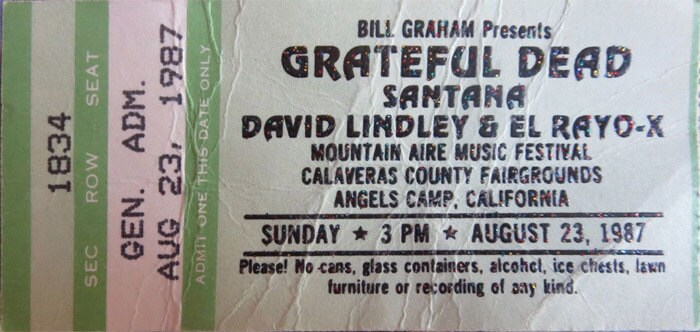 1834
SEC ROW SEAT
GEN. ADM.
AUG 23, 1987
ADMIT ONE THIS DATE ONLY
BILL GRAHAM Presents
GRATEFUL DEAD
SANTANA
DAVID LINDLEY & EL RAYO-X
MOUNTAIN AIRE MUSIC FESTIVAL
CALAVERAS COUNTY FAIRGROUNDS
ANGELS CAMP, CALIFORNIA
SUNDAY ★ 3 PM ★ AUGUST 23, 1987
Please! No cans, glass containers, alcohol, ice chests, lawn
furniture or recording of any kind.